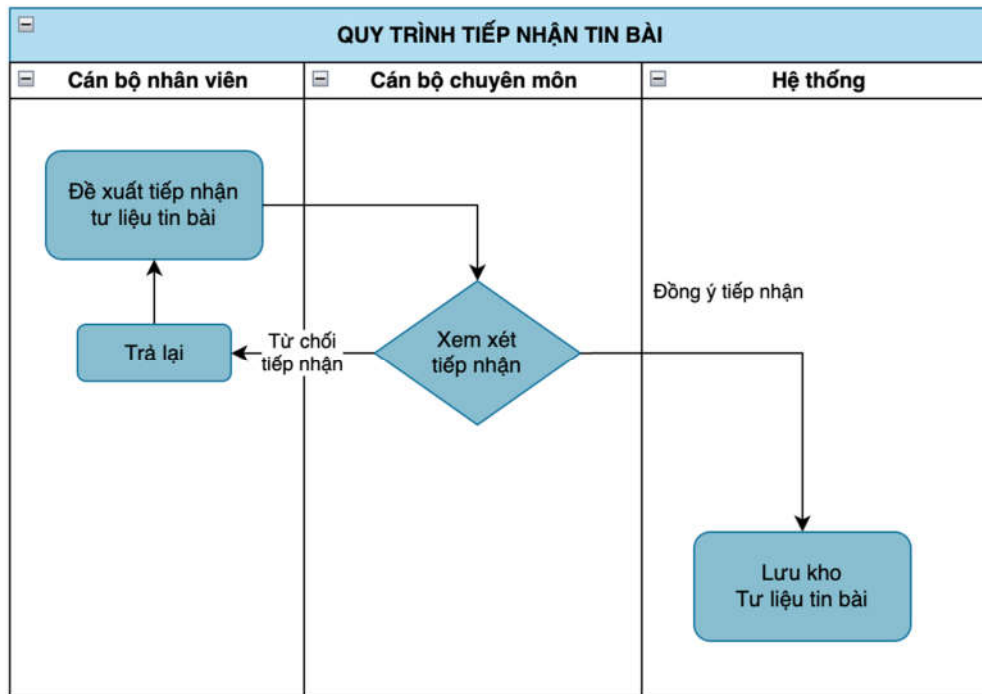 QUY TRÌNH TIẾP NHẬN TIN BÀI
Cán bộ nhân viên
Cán bộ chuyên môn
Hệ thống
Đề xuất tiếp nhận
tư liệu tin bài
Đồng ý tiếp nhận
Trả lại
Từ chối
tiếp nhận
Xem xét
tiếp nhận
Lưu kho
Tư liệu tin bài